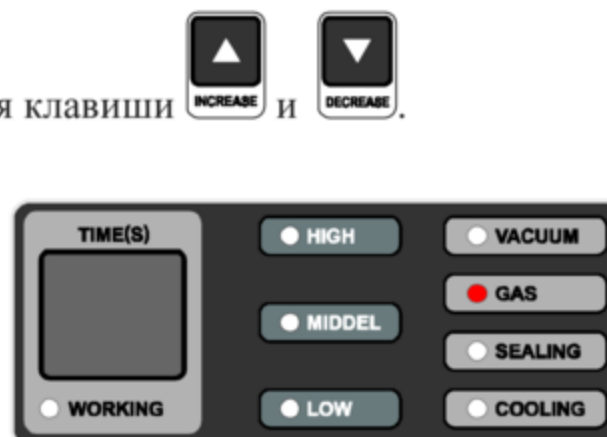 INCREASE DECREASE
я клавиши и .
TIME(S) HIGH VACUUM
GAS
MIDDEL
SEALING
WORKING LOW COOLING